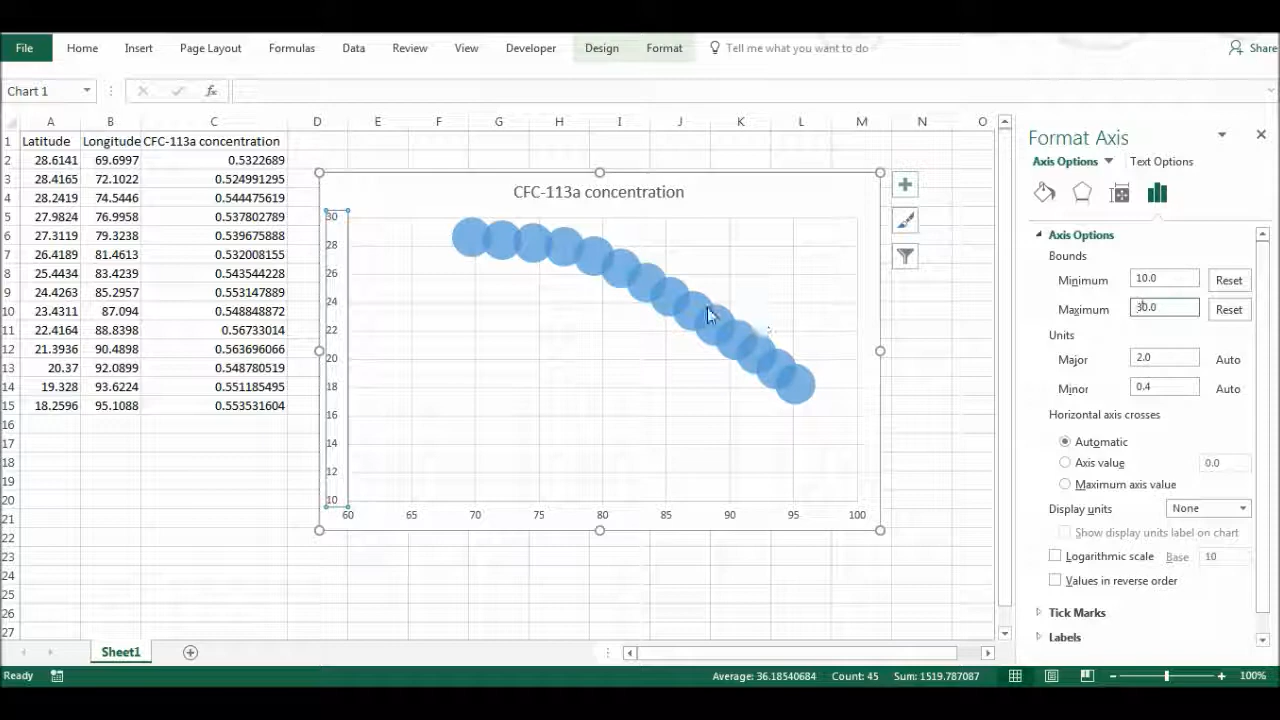 File Home Insert Page Layout Formulas Data Review View Developer Design Format Tell me what you want to do Share
Chart 1 fx
A B C D E F G H I J K L M N O
1 Latitude Longitude CFC-113a concentration
2 28.6141 69.6997 0.5322689
3 28.4165 72.1022 0.524991295
4 28.2419 74.5446 0.544475619
5 27.9824 76.9958 0.537802789
6 27.3119 79.3238 0.539675888
7 26.4189 81.4613 0.532008155
8 25.4434 83.4239 0.543544228
9 24.4263 85.2957 0.553147889
10 23.4311 87.094 0.548848872
11 22.4164 88.8398 0.56733014
12 21.3936 90.4898 0.563696066
13 20.37 92.0899 0.548780519
14 19.328 93.6224 0.551185495
15 18.2596 95.1088 0.553531604
16
17
18
19
20
21
22
23
24
25
26
27
CFC-113a concentration
30
28
26
24
22
20
18
16
14
12
10
60 65 70 75 80 85 90 95 100
Format Axis
Axis Options Text Options
Axis Options
Bounds
Minimum 10.0 Reset
Maximum 30.0 Reset
Units
Major 2.0 Auto
Minor 0.4 Auto
Horizontal axis crosses
Automatic
Axis value 0.0
Maximum axis value
Display units None
Show display units label on chart
Logarithmic scale Base 10
Values in reverse order
Tick Marks
Labels
Sheet1
Ready Average: 36.18540684 Count: 45 Sum: 1519.787087 100%